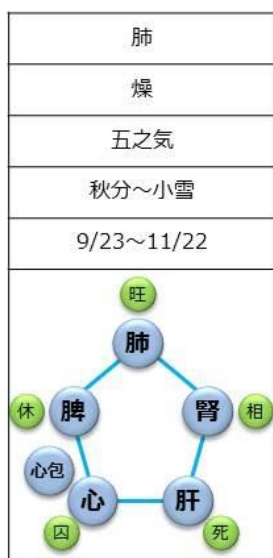 肺
燥
五之気
秋分～小雪
9/23～11/22
旺
肺
休
脾
腎
相
心包
心
肝
囚
死